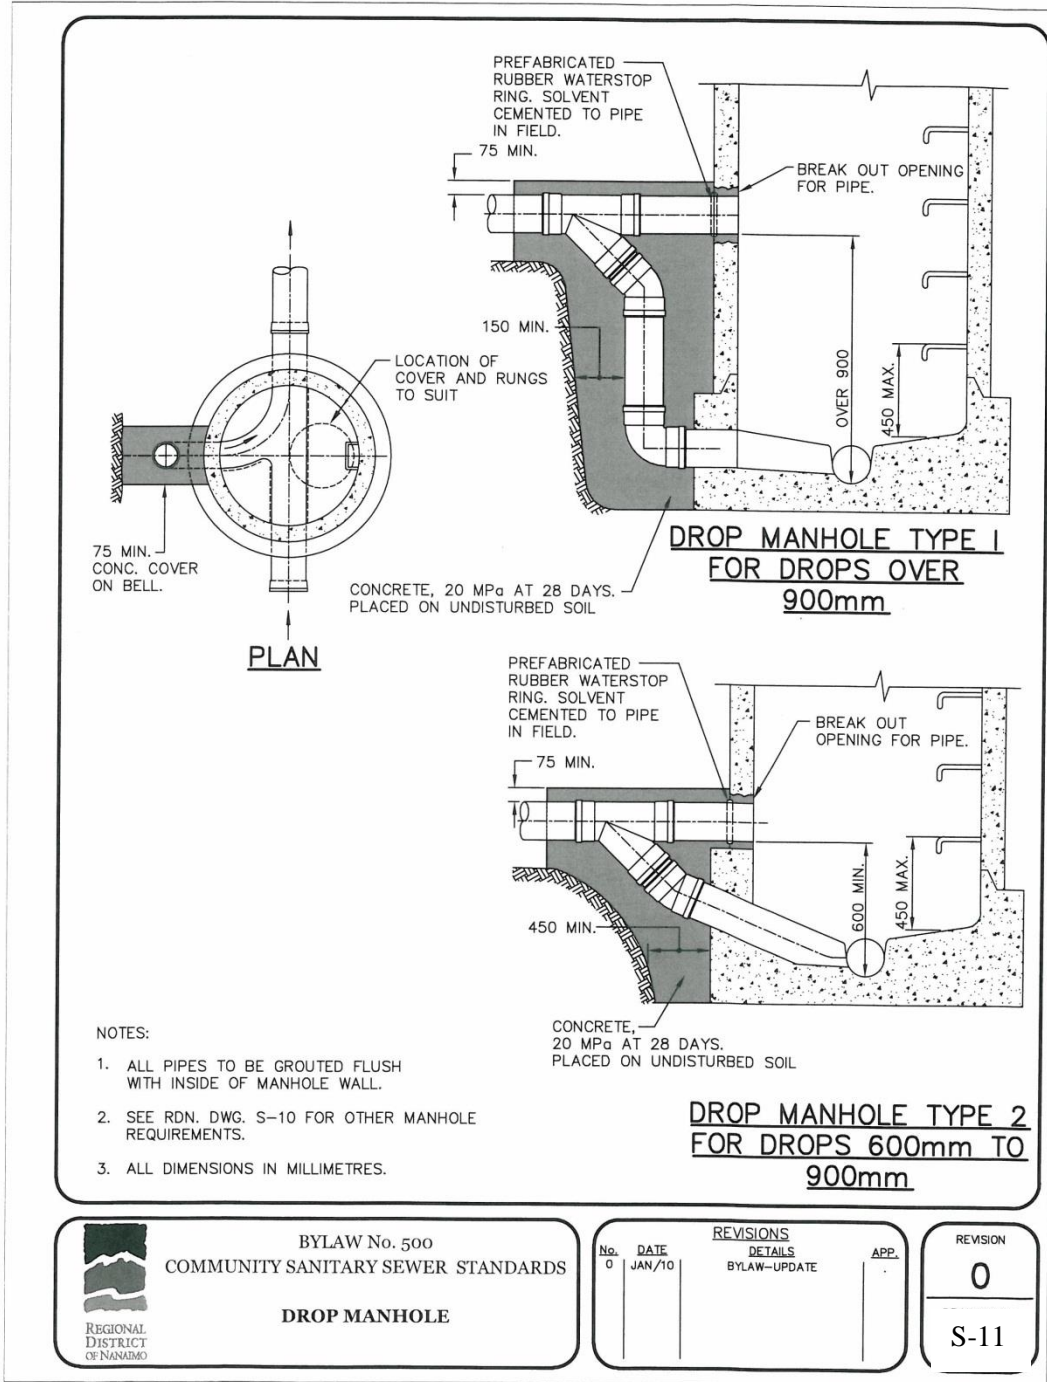 PREFABRICATED
RUBBER WATERSTOP
RING. SOLVENT
CEMENTED TO PIPE
IN FIELD.
75 MIN.
BREAK OUT OPENING
FOR PIPE.
150 MIN.
OVER 900
450 MAX.
LOCATION OF
COVER AND RUNGS
TO SUIT
75 MIN.
CONC. COVER
ON BELL.
CONCRETE, 20 MPa AT 28 DAYS.
PLACED ON UNDISTURBED SOIL
DROP MANHOLE TYPE 1
FOR DROPS OVER
900mm
PLAN
PREFABRICATED
RUBBER WATERSTOP
RING. SOLVENT
CEMENTED TO PIPE
IN FIELD.
75 MIN.
BREAK OUT
OPENING FOR PIPE.
450 MIN.
600 MIN.
450 MAX.
CONCRETE,
20 MPa AT 28 DAYS.
PLACED ON UNDISTURBED SOIL
DROP MANHOLE TYPE 2
FOR DROPS 600mm TO
900mm
NOTES:
1. ALL PIPES TO BE GROUTED FLUSH
WITH INSIDE OF MANHOLE WALL.
2. SEE RDN. DWG. S-10 FOR OTHER MANHOLE
REQUIREMENTS.
3. ALL DIMENSIONS IN MILLIMETRES.
REGIONAL
DISTRICT
OF NANAIMO
BYLAW No. 500
COMMUNITY SANITARY SEWER STANDARDS
DROP MANHOLE
REVISIONS
No. DATE DETAILS APP.
0 JAN/10 BYLAW-UPDATE
REVISION
0
S-11